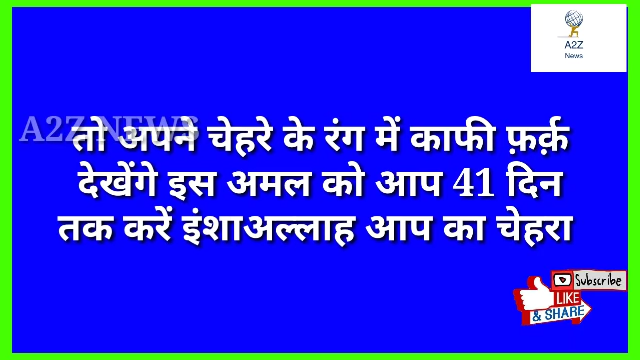 A2Z
News
A2Z NEWS
तो अपने चेहरे के रंग में काफी फ़र्क़
देखेंगे इस अमल को आप 41 दिन
तक करें इंशाअल्लाह आप का चेहरा
Subscribe
LIKE
& SHARE